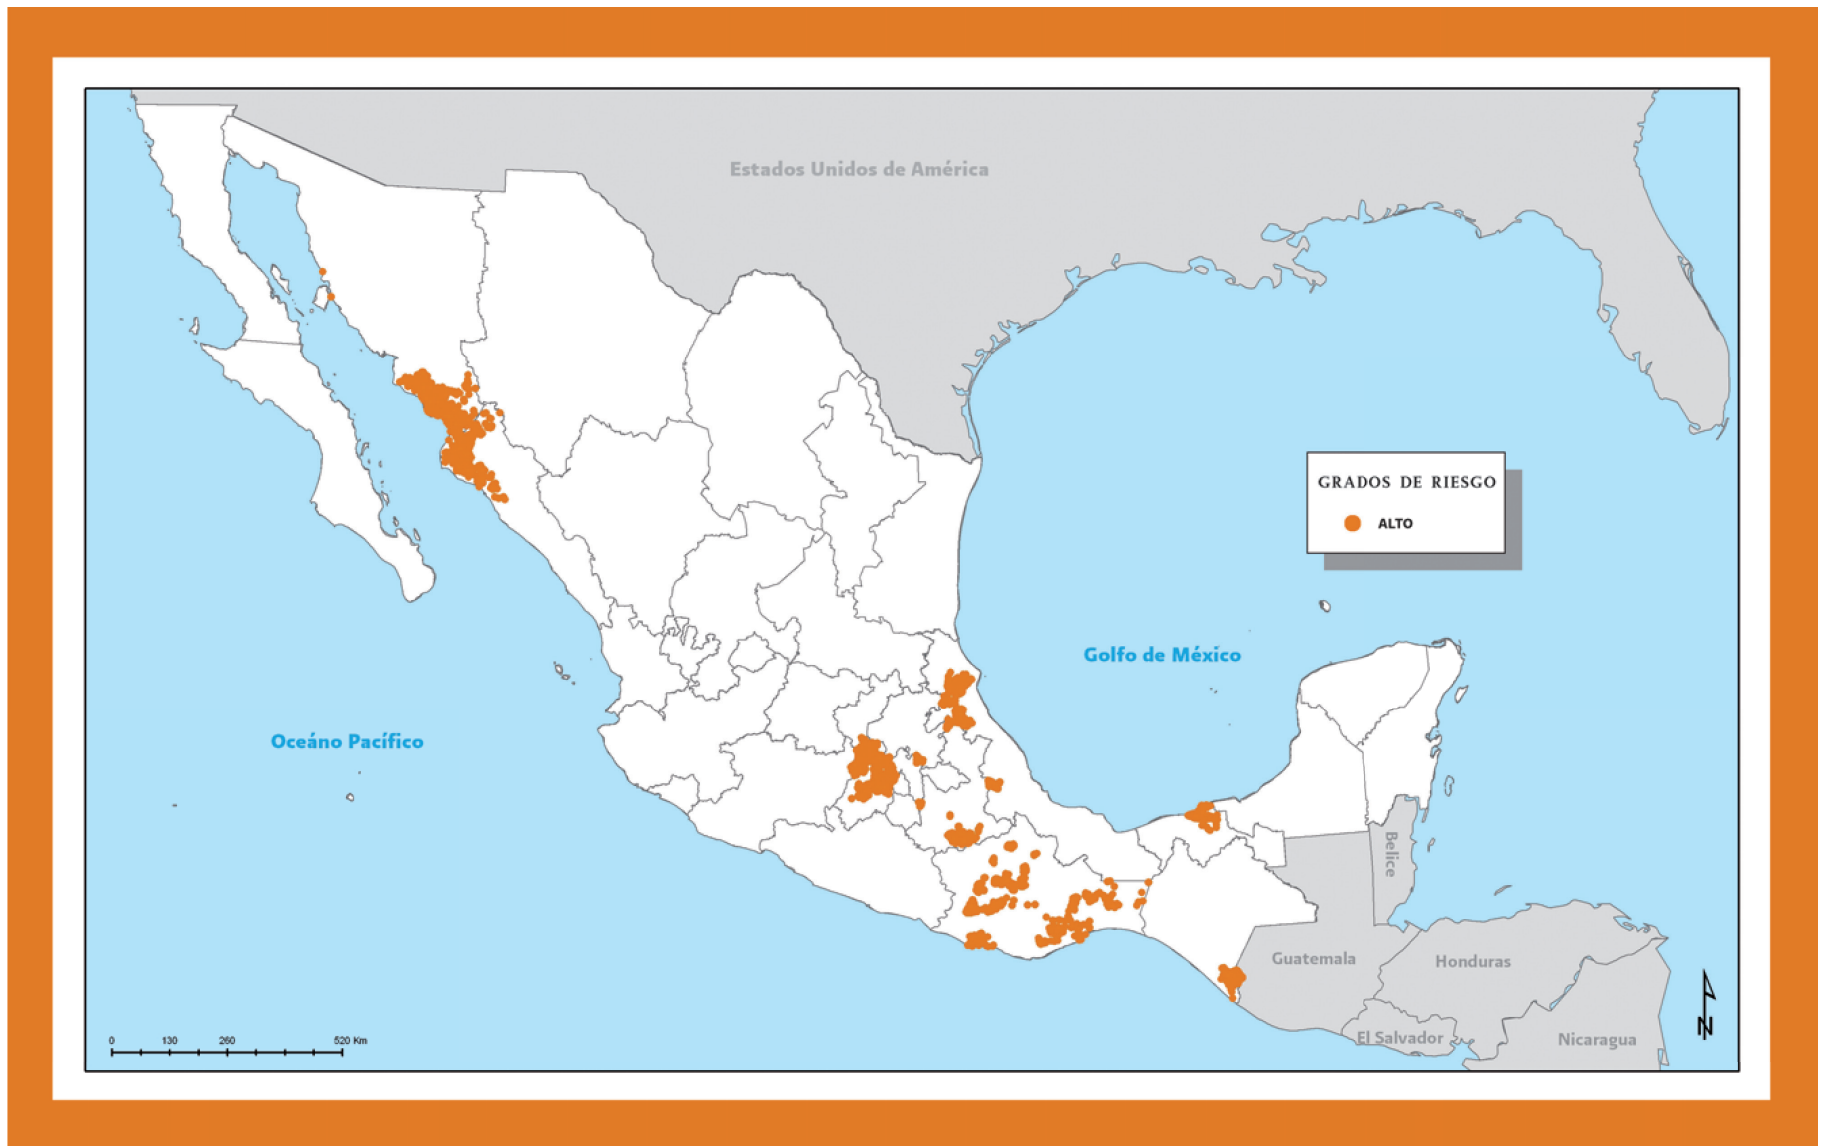 Estados Unidos de América
GRADOS DE RIESGO
ALTO
Golfo de México
Oceáno Pacífico
Belice
Guatemala
Honduras
El Salvador
Nicaragua
N
0 130 260 520 Km